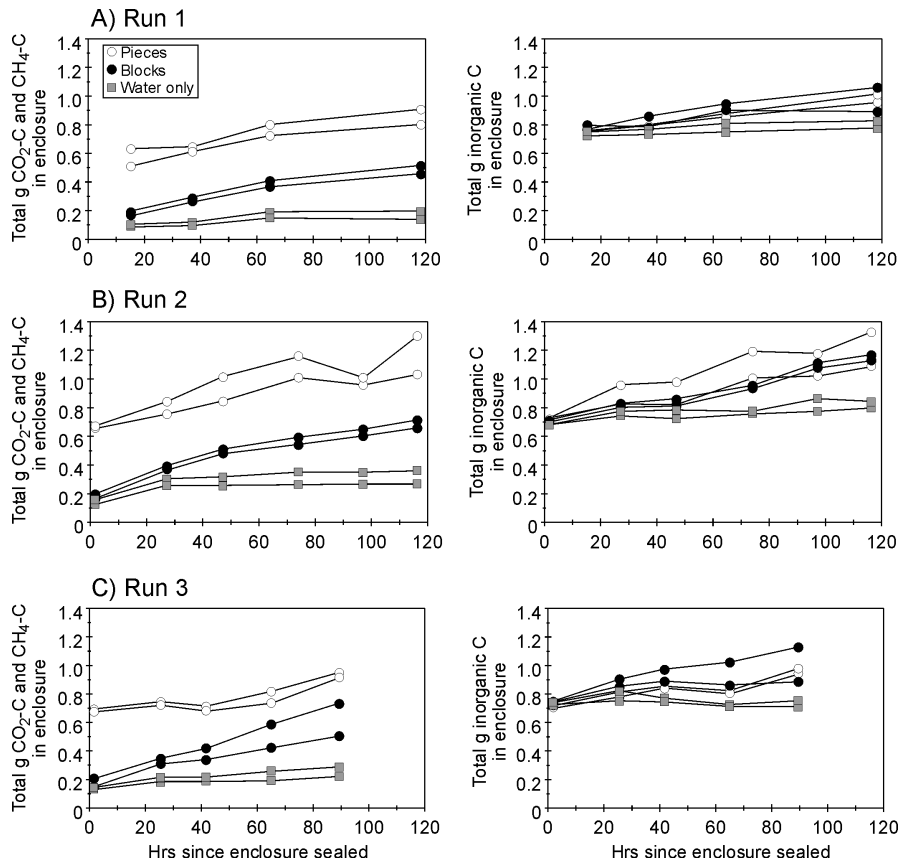 A) Run 1
Total g CO2-C and CH4-C
in enclosure
1.4
1.2
1.0
0.8
0.6
0.4
0.2
0
Pieces
Blocks
Water only
0 20 40 60 80 100 120
Total g inorganic C
in enclosure
1.4
1.2
1.0
0.8
0.6
0.4
0.2
0
0 20 40 60 80 100 120
B) Run 2
Total g CO2-C and CH4-C
in enclosure
1.4
1.2
1.0
0.8
0.6
0.4
0.2
0
0 20 40 60 80 100 120
Total g inorganic C
in enclosure
1.4
1.2
1.0
0.8
0.6
0.4
0.2
0
0 20 40 60 80 100 120
C) Run 3
Total g CO2-C and CH4-C
in enclosure
1.4
1.2
1.0
0.8
0.6
0.4
0.2
0
0 20 40 60 80 100 120
Hrs since enclosure sealed
Total g inorganic C
in enclosure
1.4
1.2
1.0
0.8
0.6
0.4
0.2
0
0 20 40 60 80 100 120
Hrs since enclosure sealed